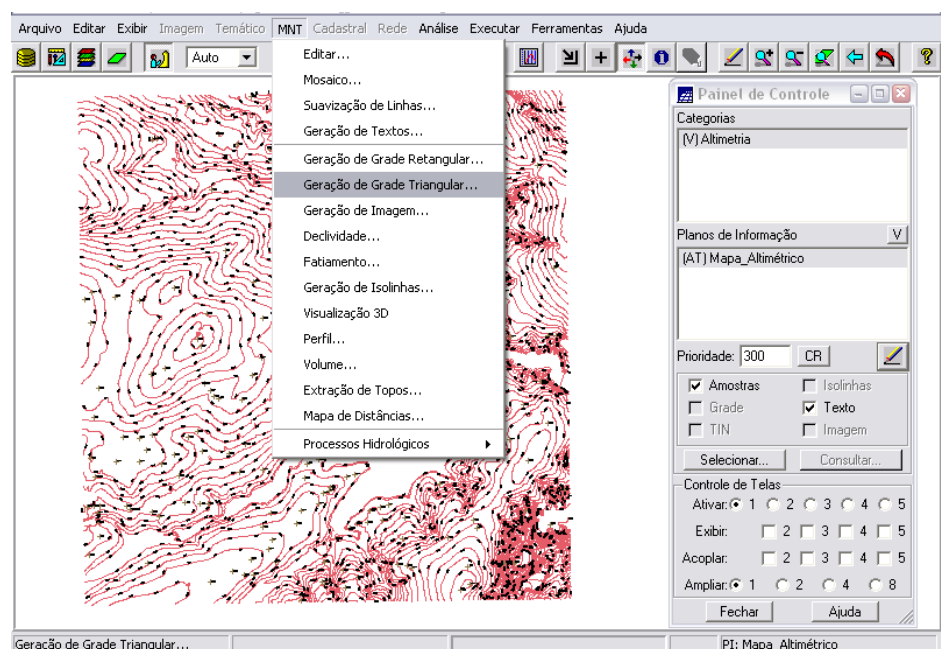 Arquivo Editar Exibir Imagem Temático MNT Cadastral Rede Análise Executar Ferramentas Ajuda
Auto
Editar...
Mosaico...
Suavização de Linhas...
Geração de Textos...
Geração de Grade Retangular...
Geração de Grade Triangular...
Geração de Imagem...
Declividade...
Fatiamento...
Geração de Isolinhas...
Visualização 3D
Perfil...
Volume...
Extração de Topos...
Mapa de Distâncias...
Processos Hidrológicos
Painel de Controle
Categorias
(V) Altimetria
Planos de Informação V
(AT) Mapa_Altimétrico
Prioridade: 300 CR
Amostras Isolinhas
Grade Texto
TIN Imagem
Selecionar... Consultar...
Controle de Telas
Ativar: 1 2 3 4 5
Exibir: 2 3 4 5
Acoplar: 2 3 4 5
Ampliar: 1 2 4 8
Fechar Ajuda
Geração de Grade Triangular... PI: Mapa_Altimétrico